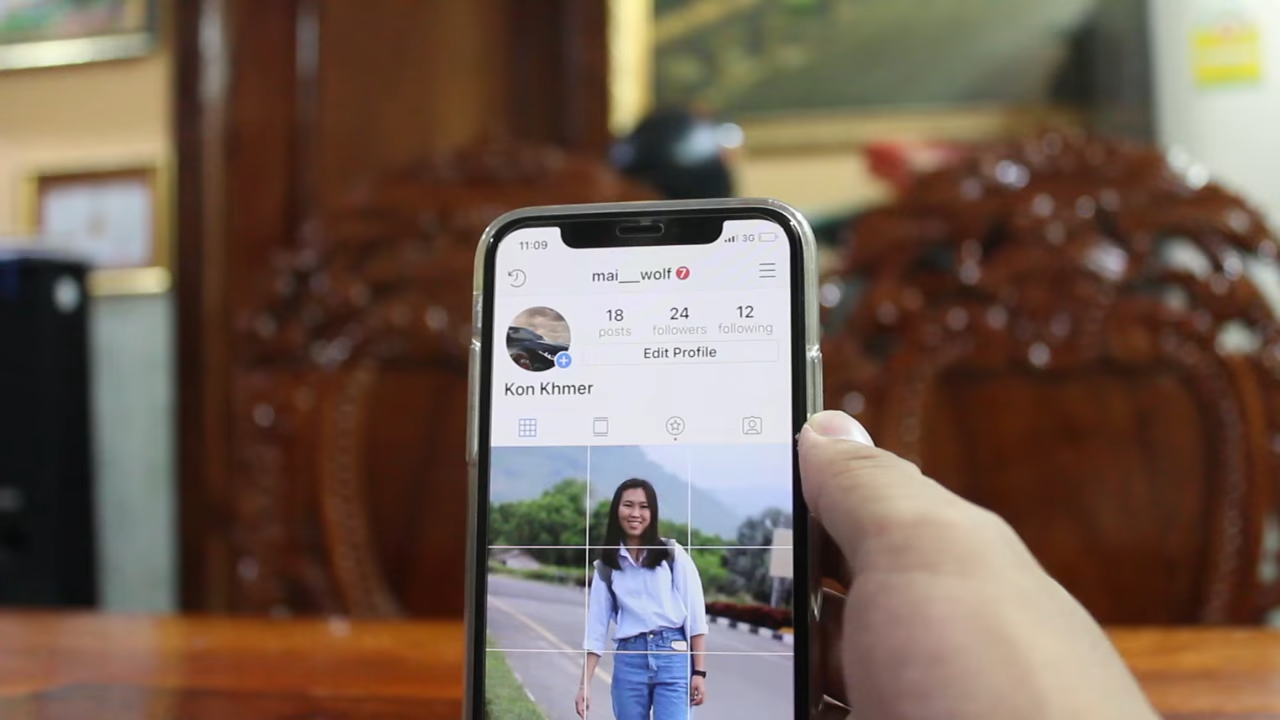 11:09
3G
mai__wolf 7
18 24 12
posts followers following
Edit Profile
Kon Khmer